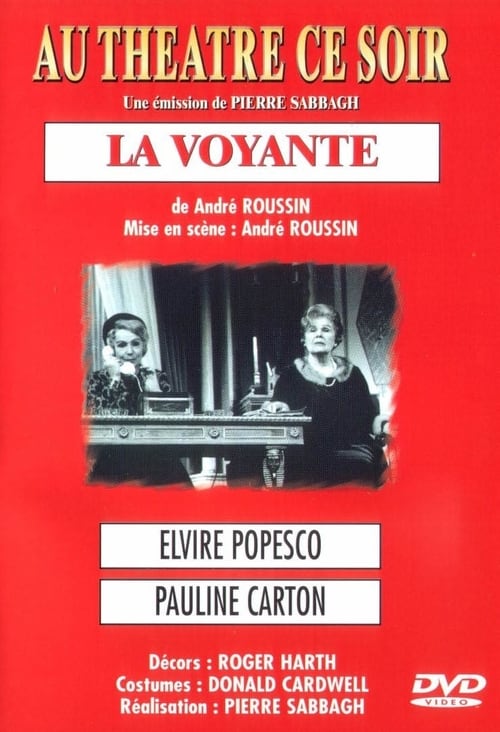 AU THEATRE CE SOIR
Une émission de PIERRE SABBAGH
LA VOYANTE
de André ROUSSIN
Mise en scène : André ROUSSIN
ELVIRE POPESCO
PAULINE CARTON
Décors : ROGER HARTH
Costumes : DONALD CARDWELL
Réalisation : PIERRE SABBAGH
DVD
VIDEO